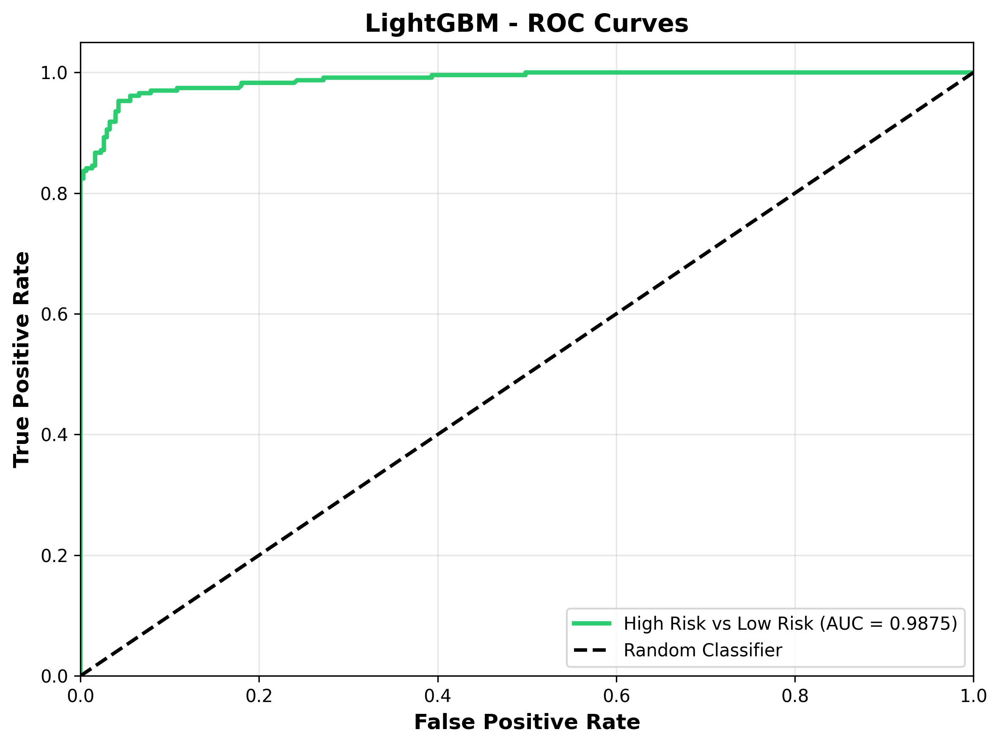 LightGBM - ROC Curves
True Positive Rate
1.0
0.8
0.6
0.4
0.2
0.0
0.0 0.2 0.4 0.6 0.8 1.0
False Positive Rate
High Risk vs Low Risk (AUC = 0.9875)
Random Classifier